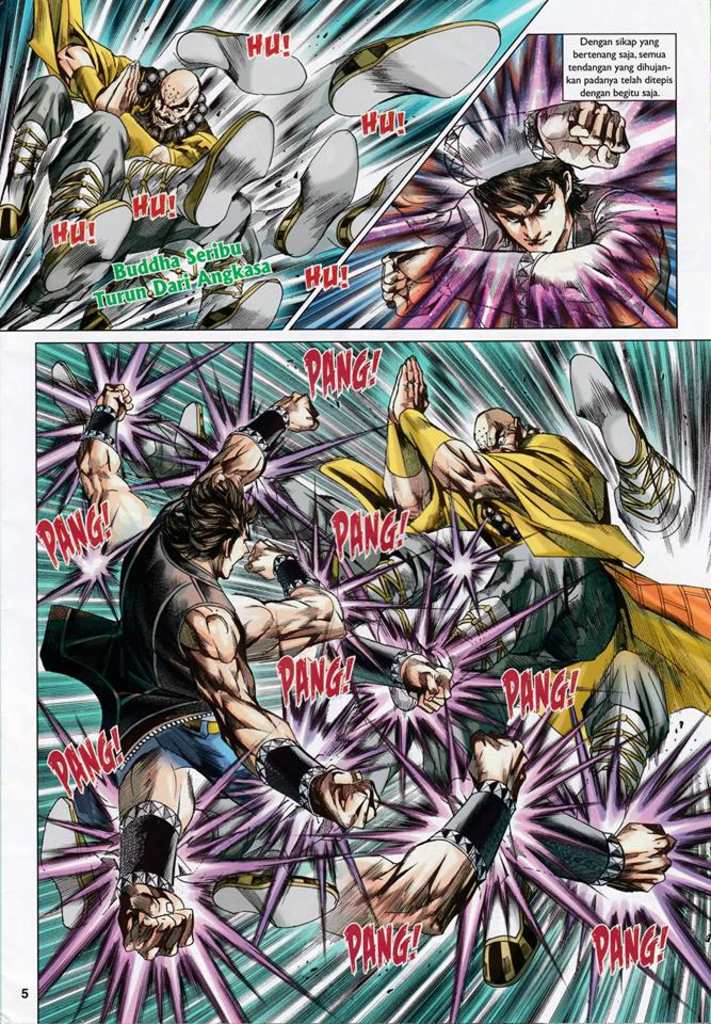 HU!
HU!
HU!
HU!
HU!
Buddha Seribu
Turun Dari Angkasa
Dengan sikap yang
bertenang saja, semua
tendangan yang dihujan-
kan padanya telah ditepis
dengan begitu saja.
PANG!
PANG!
PANG!
PANG!
PANG!
PANG!
PANG!
PANG!
5